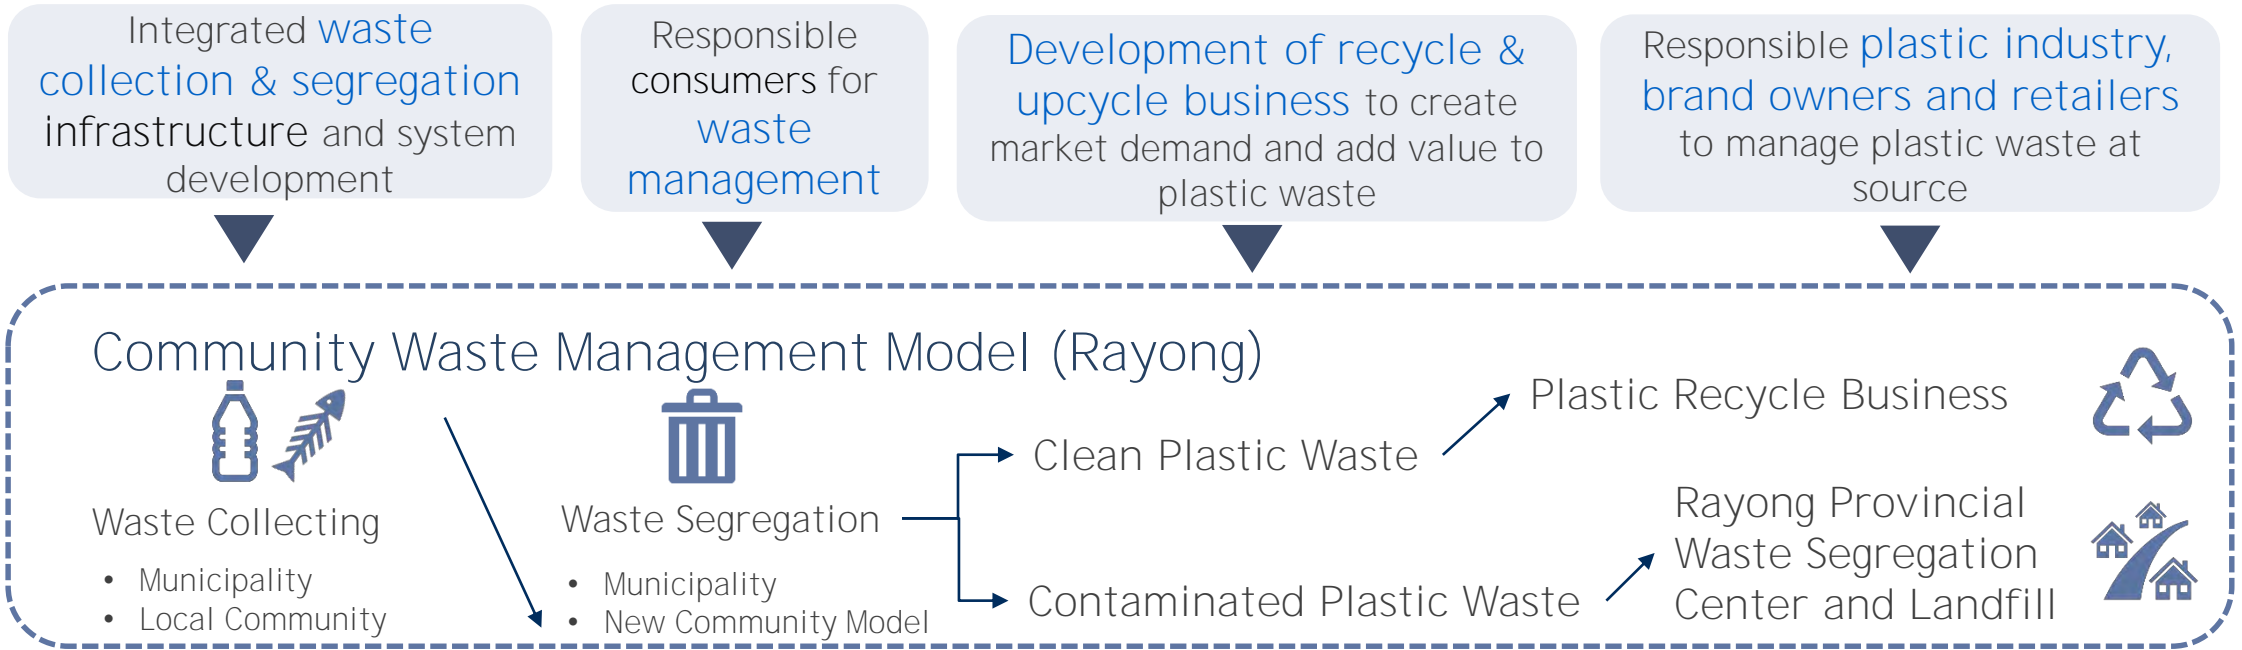 Integrated waste
collection & segregation
infrastructure and system
development
Responsible
consumers for
waste
management
Development of recycle &
upcycle business to create
market demand and add value to
plastic waste
Responsible plastic industry,
brand owners and retailers
to manage plastic waste at
source
Community Waste Management Model (Rayong)
Waste Collecting
• Municipality
• Local Community
Waste Segregation
• Municipality
• New Community Model
Clean Plastic Waste
Contaminated Plastic Waste
Plastic Recycle Business
Rayong Provincial
Waste Segregation
Center and Landfill